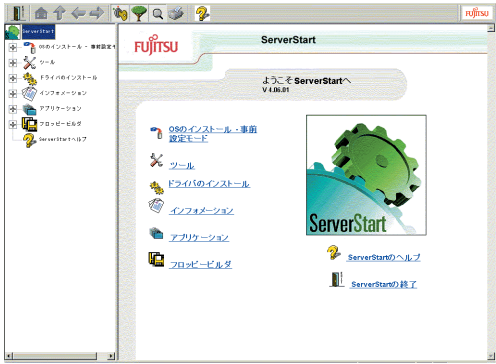 FUJITSU
ServerStart
OSのインストール・事前設定モ
ツール
ドライバのインストール
インフォメーション
アプリケーション
フロッピービルダ
ServerStartヘルプ
FUJITSU
ServerStart
ようこそServerStartへ
V 4.06.01
OSのインストール・事前
設定モード
ツール
ドライバのインストール
インフォメーション
アプリケーション
フロッピービルダ
ServerStart
ServerStartのヘルプ
ServerStartの終了